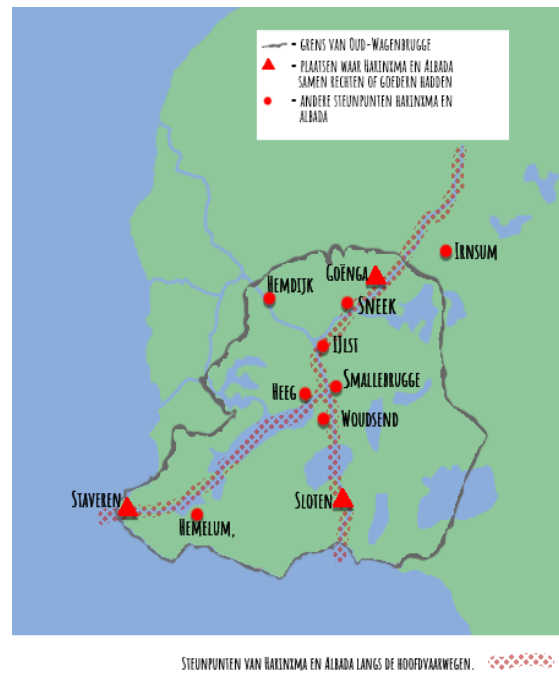 - grens van Oud-Wagenbrugge
- plaatsen waar Harinxma en Albada
samen rechten of goedern hadden
- andere steunpunten Harinxma en
Albada
Irnsum
Goënga
Hemdijk
Sneek
IJlst
Smallebrugge
Heeg
Woudsend
Staveren
Sloten
Hemelum,
Steunpunten van Harinxma en Albada langs de hoofdvaarwegen.